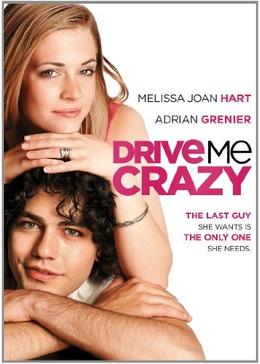 MELISSA JOAN HART
ADRIAN GRENIER
DRIVE ME
CRAZY
THE LAST GUY
SHE WANTS IS
THE ONLY ONE
SHE NEEDS.